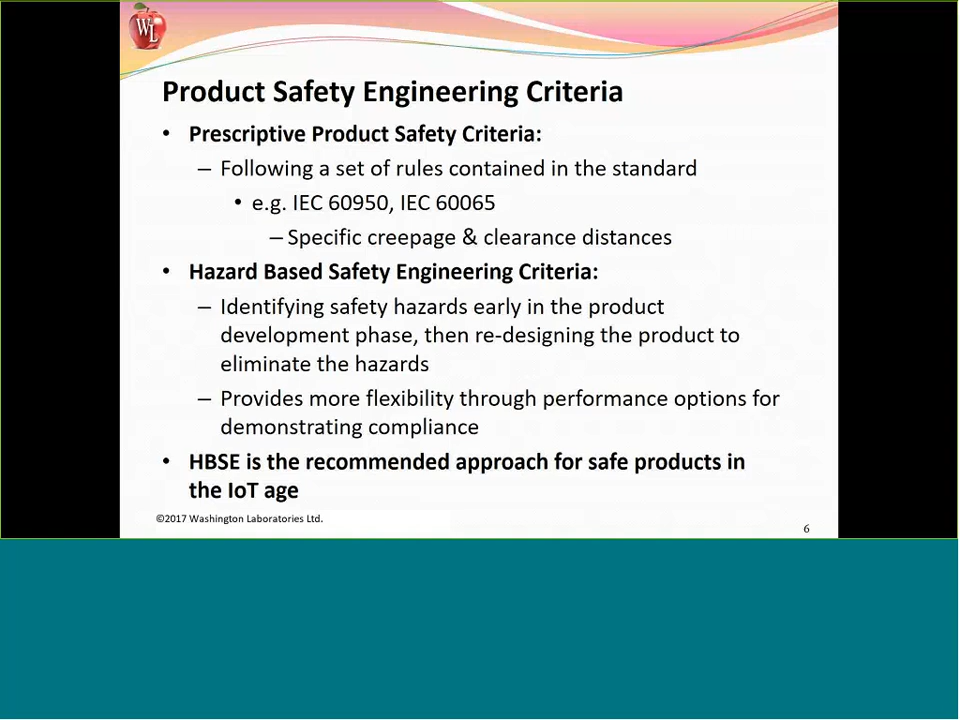 WL
Product Safety Engineering Criteria
• Prescriptive Product Safety Criteria:
– Following a set of rules contained in the standard
• e.g. IEC 60950, IEC 60065
– Specific creepage & clearance distances
• Hazard Based Safety Engineering Criteria:
– Identifying safety hazards early in the product
development phase, then re-designing the product to
eliminate the hazards
– Provides more flexibility through performance options for
demonstrating compliance
• HBSE is the recommended approach for safe products in
the IoT age
©2017 Washington Laboratories Ltd.
6